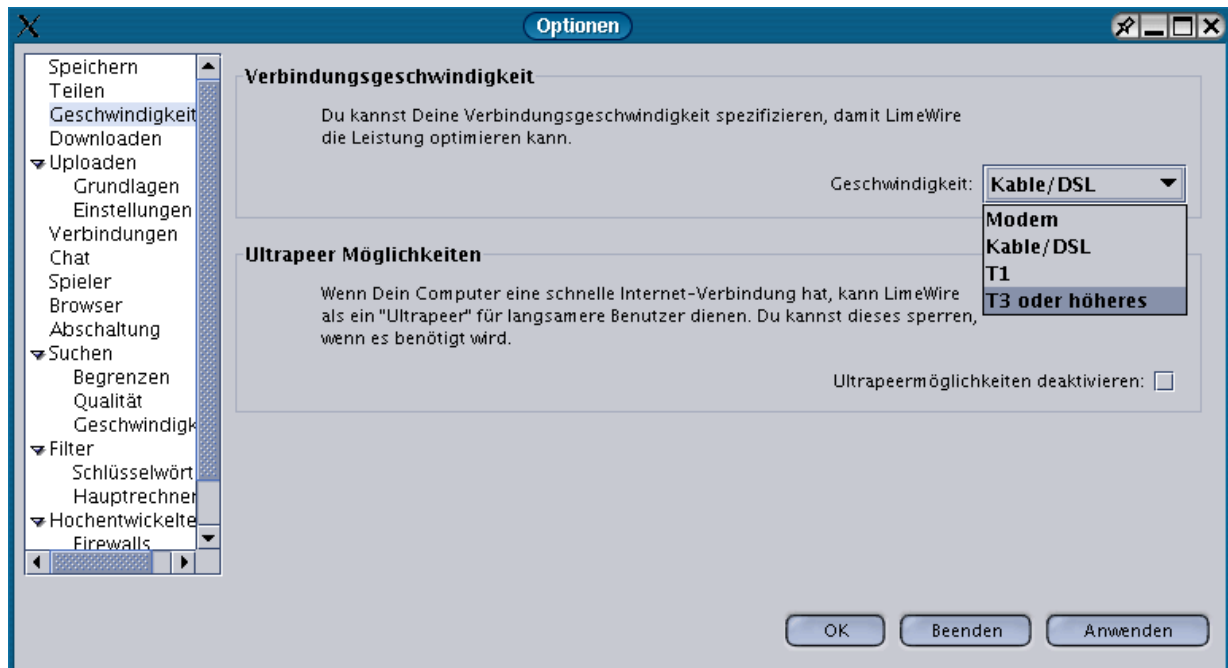 Optionen
Speichern
Teilen
Geschwindigkeit
Downloaden
Uploaden
Grundlagen
Einstellungen
Verbindungen
Chat
Spieler
Browser
Abschaltung
Suchen
Begrenzen
Qualität
Geschwindigk
Filter
Schlüsselwört
Hauptrechner
Hochentwickelte
Firewalls
Verbindungsgeschwindigkeit
Du kannst Deine Verbindungsgeschwindigkeit spezifizieren, damit LimeWire
die Leistung optimieren kann.
Geschwindigkeit: Kable/DSL
Modem
Kable/DSL
T1
T3 oder höheres
Ultrapeer Möglichkeiten
Wenn Dein Computer eine schnelle Internet-Verbindung hat, kann LimeWire
als ein "Ultrapeer" für langsamere Benutzer dienen. Du kannst dieses sperren,
wenn es benötigt wird.
Ultrapeermöglichkeiten deaktivieren:
OK Beenden Anwenden